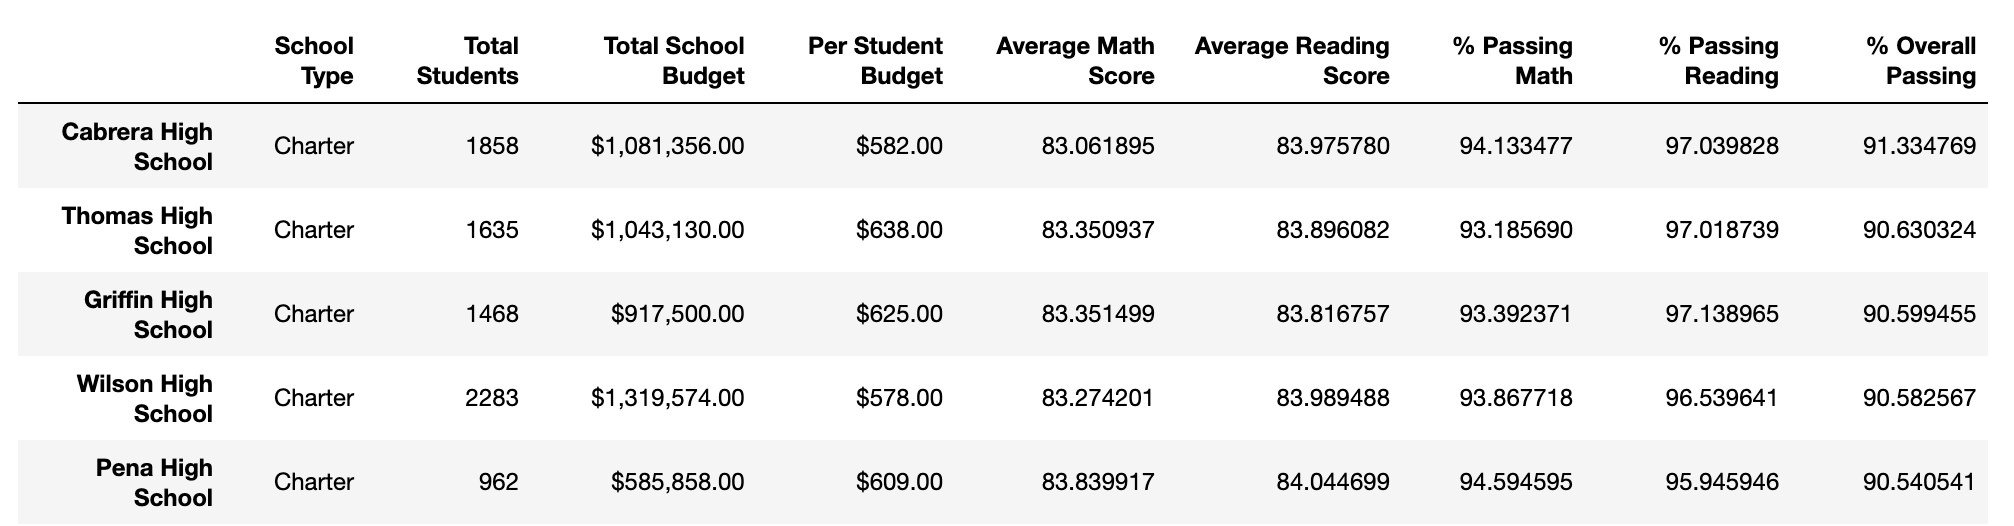 School Type Total Students Total School Budget Per Student Budget Average Math Score Average Reading Score % Passing Math % Passing Reading % Overall Passing
Cabrera High School Charter 1858 $1,081,356.00 $582.00 83.061895 83.975780 94.133477 97.039828 91.334769
Thomas High School Charter 1635 $1,043,130.00 $638.00 83.350937 83.896082 93.185690 97.018739 90.630324
Griffin High School Charter 1468 $917,500.00 $625.00 83.351499 83.816757 93.392371 97.138965 90.599455
Wilson High School Charter 2283 $1,319,574.00 $578.00 83.274201 83.989488 93.867718 96.539641 90.582567
Pena High School Charter 962 $585,858.00 $609.00 83.839917 84.044699 94.594595 95.945946 90.540541